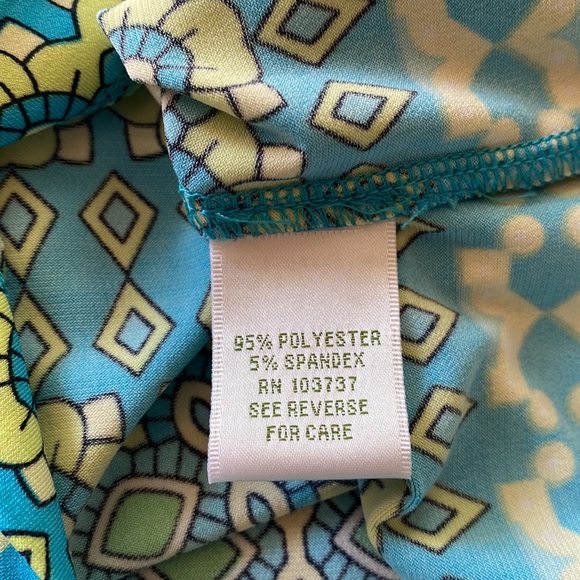 95% POLYESTER
5% SPANDEX
RN 103737
SEE REVERSE
FOR CARE